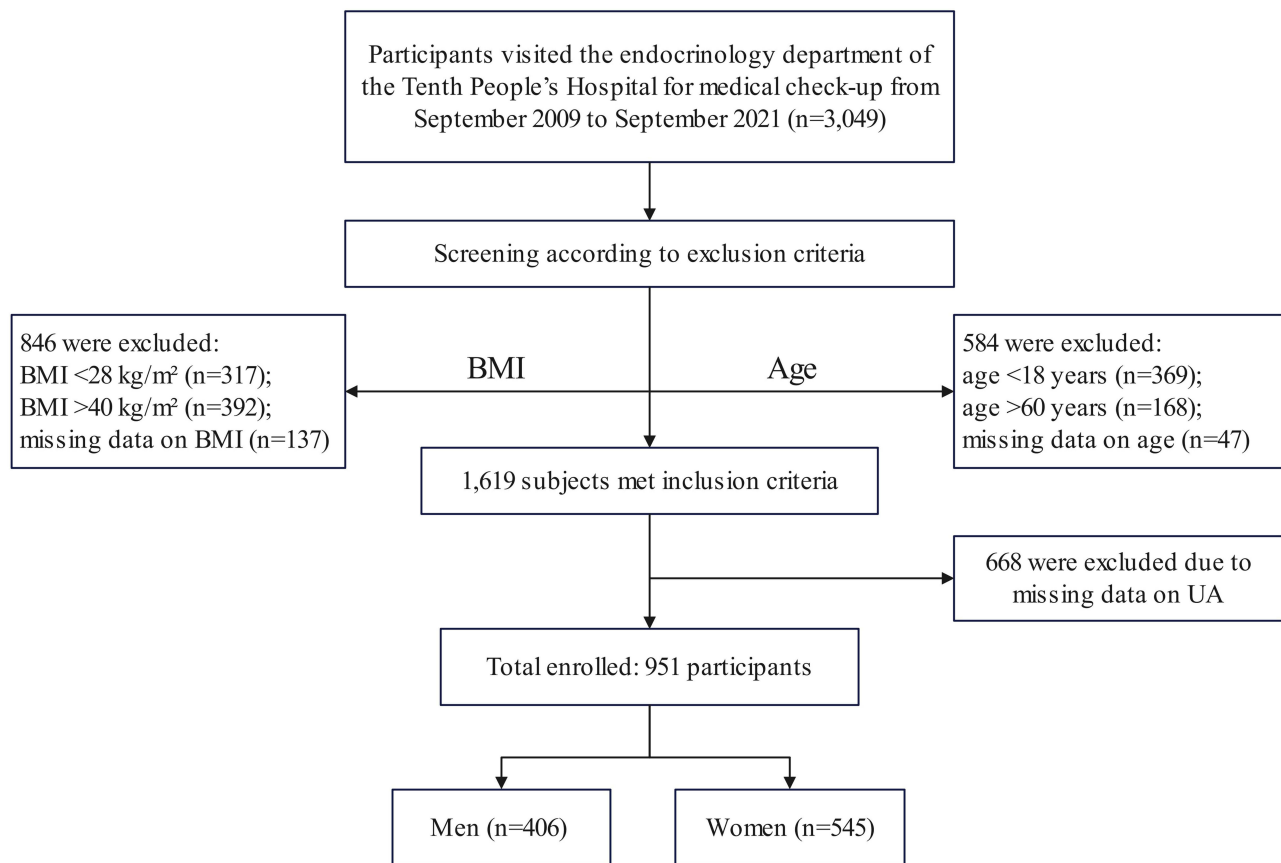 Participants visited the endocrinology department of
the Tenth People’s Hospital for medical check-up from
September 2009 to September 2021 (n=3,049)
Screening according to exclusion criteria
846 were excluded:
BMI <28 kg/m² (n=317);
BMI >40 kg/m² (n=392);
missing data on BMI (n=137)
BMI
Age
584 were excluded:
age <18 years (n=369);
age >60 years (n=168);
missing data on age (n=47)
1,619 subjects met inclusion criteria
668 were excluded due to
missing data on UA
Total enrolled: 951 participants
Men (n=406)
Women (n=545)